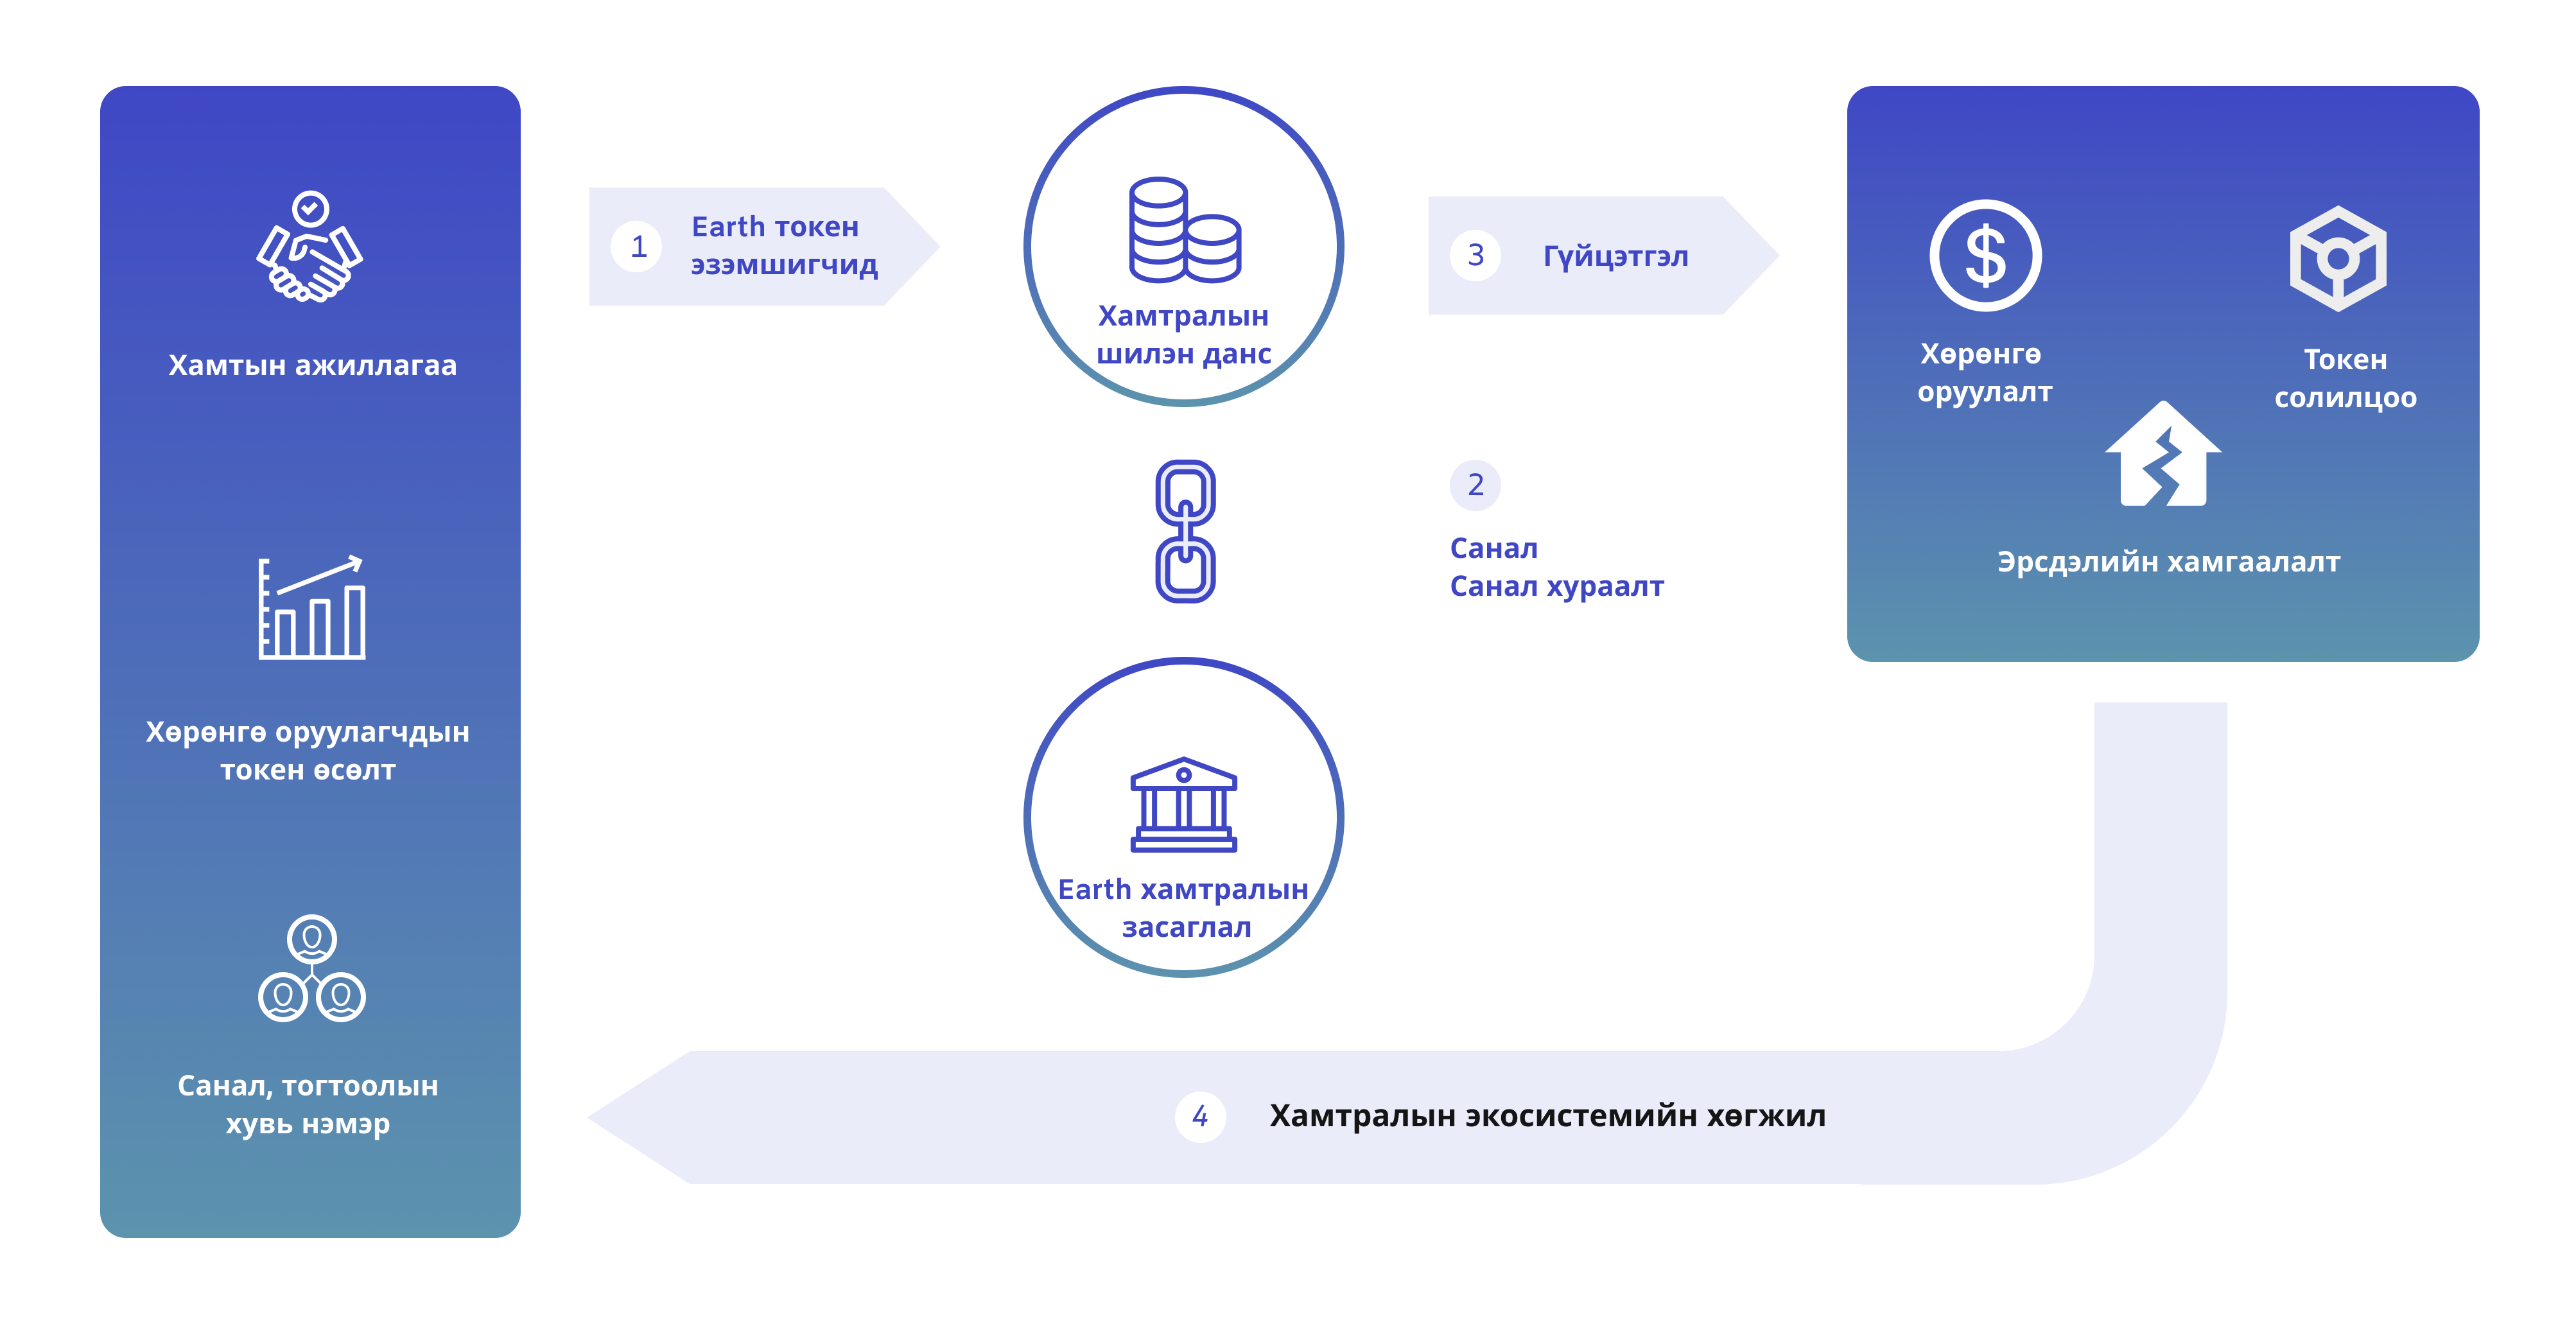 Хамтын ажиллагаа
Хөрөнгө оруулагчдын
токен өсөлт
Санал, тогтоолын
хувь нэмэр
1
Earth токен
эзэмшигчид
Хамтралын
шилэн данс
2
Санал
Санал хураалт
Earth хамтралын
засаглал
3
Гүйцэтгэл
Хөрөнгө
оруулалт
Токен
солилцоо
Эрсдэлийн хамгаалалт
4
Хамтралын экосистемийн хөгжил